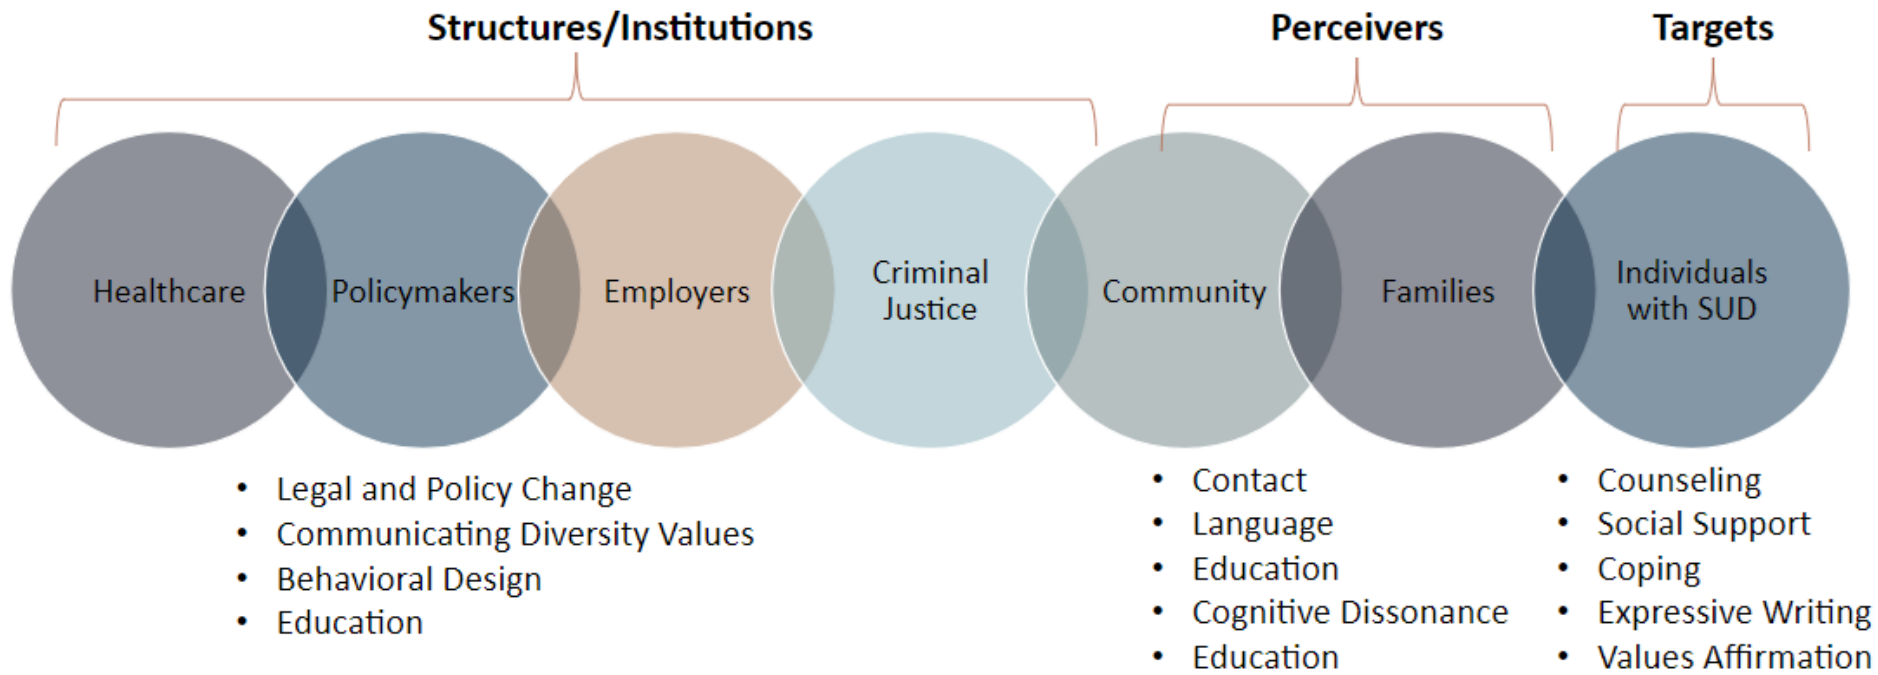 Structures/Institutions
Perceivers
Targets
Healthcare
Policymakers
Employers
Criminal
Justice
Community
Families
Individuals
with SUD
• Legal and Policy Change
• Communicating Diversity Values
• Behavioral Design
• Education
• Contact
• Language
• Education
• Cognitive Dissonance
• Education
• Counseling
• Social Support
• Coping
• Expressive Writing
• Values Affirmation